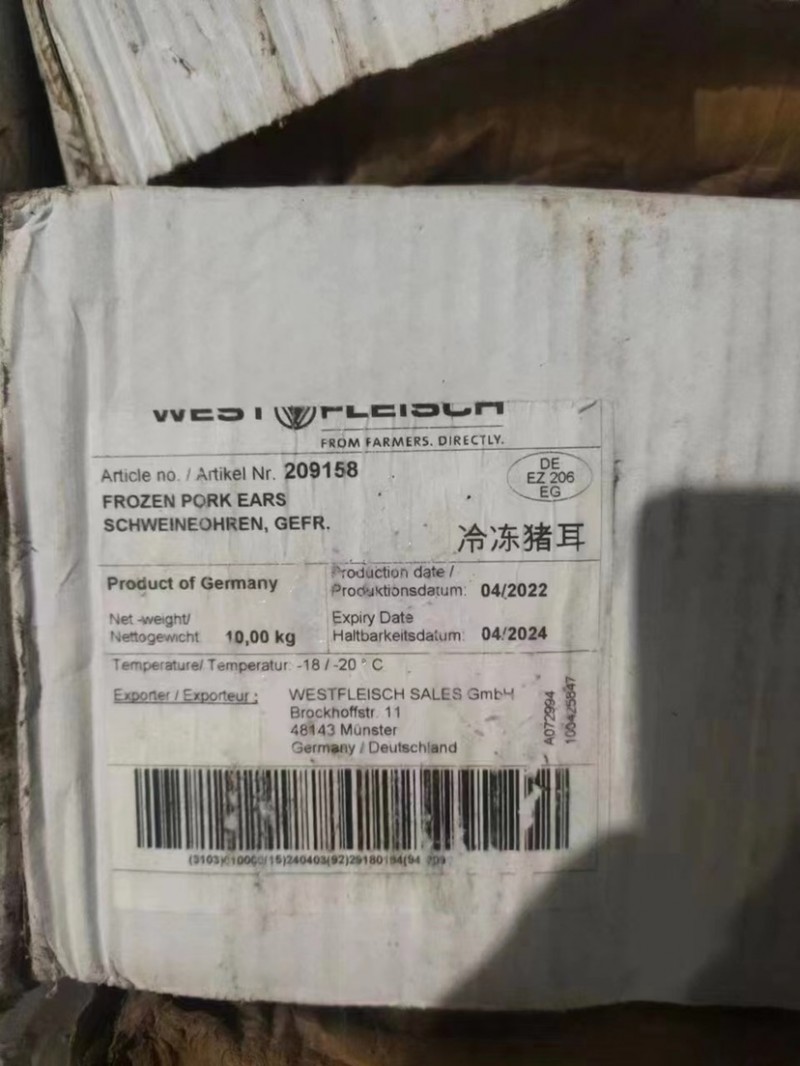 WESTFLEISCH
FROM FARMERS. DIRECTLY.
Article no. / Artikel Nr. 209158
DE
EZ 206
EG
FROZEN PORK EARS
SCHWEINEOHREN, GEFR.
冷冻猪耳
Product of Germany
Production date /
Produktionsdatum: 04/2022
Net -weight/
Nettogewicht 10,00 kg
Expiry Date
Haltbarkeitsdatum: 04/2024
Temperature/ Temperatur: -18 / -20 ° C
Exporter / Exporteur :
WESTFLEISCH SALES GmbH
Brockhoffstr. 11
48143 Münster
Germany / Deutschland
A072994
100425847